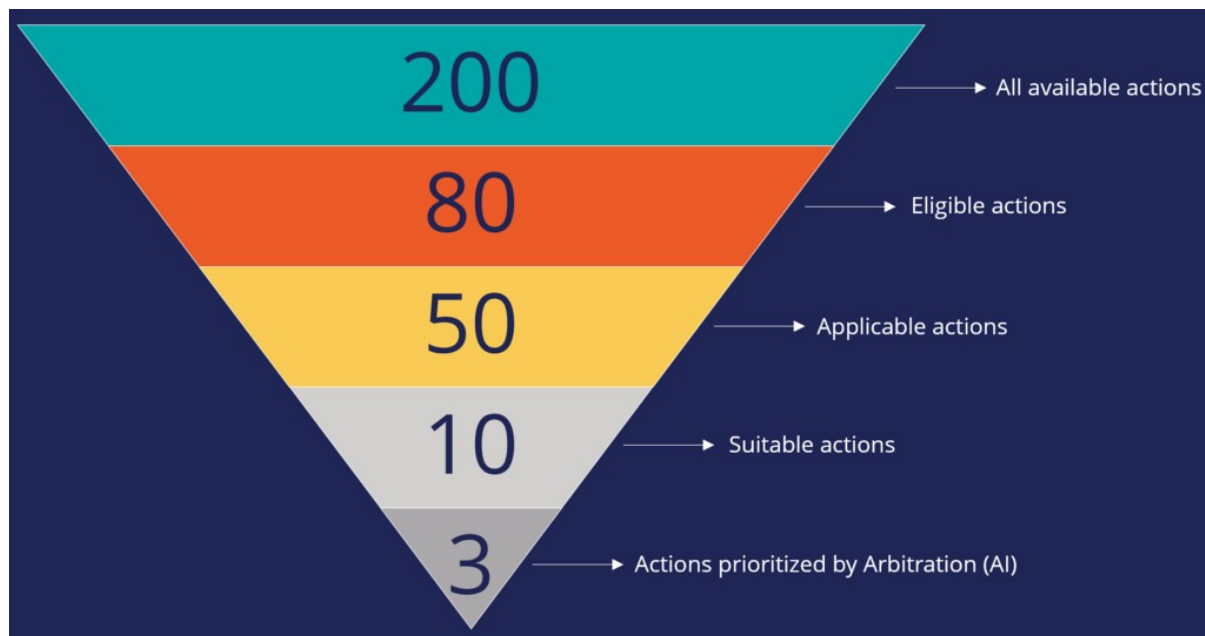 200
All available actions
80
Eligible actions
50
Applicable actions
10
Suitable actions
3
Actions prioritized by Arbitration (AI)